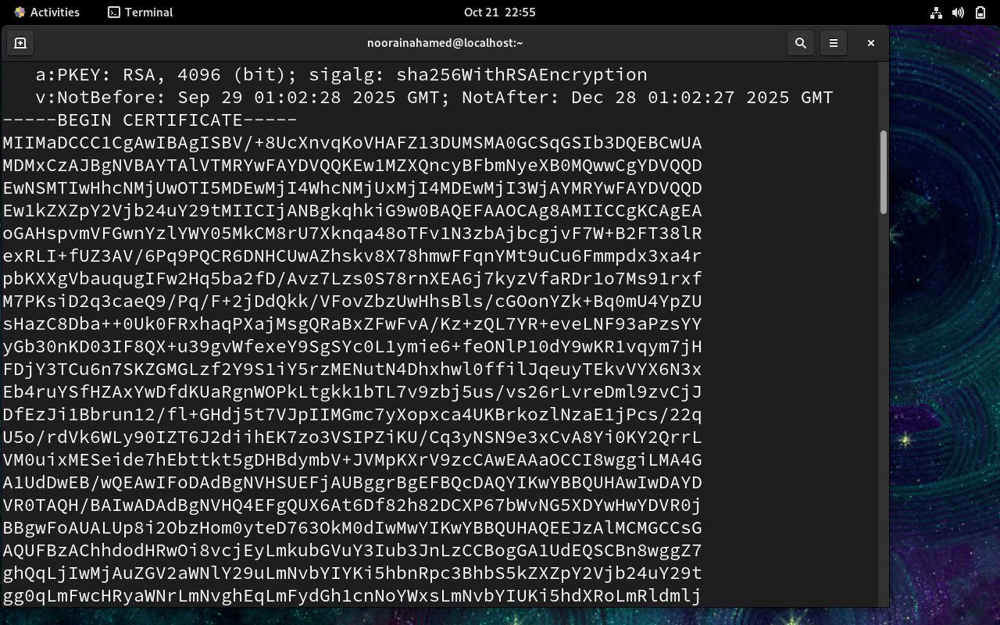 Activities
Terminal
Oct 21 22:55
noorainahamed@localhost:~
a:PKEY: RSA, 4096 (bit); sigalg: sha256WithRSAEncryption
v:NotBefore: Sep 29 01:02:28 2025 GMT; NotAfter: Dec 28 01:02:27 2025 GMT
-----BEGIN CERTIFICATE-----
MIIMaDCCC1CgAwIBAgISBV/+8UcXnvqKoVHAFZ13DUMSMA0GCSqGSIb3DQEBCwUA
MDMxCzAJBgNVBAYTAlVTMRYwFAYDVQQKEw1MZXQncyBFbmNyeXB0MQwwCgYDVQQD
EwNSMTIwHhcNMjUwOTI5MDEwMjI4WhcNMjUxMjI4MDEwMjI3WjAYMRYwFAYDVQQD
Ew1kZXZpY2Vjb24uY29tMIICIjANBgkqhkiG9w0BAQEFAAOCAg8AMIICCgKCAgEA
oGAHspvmVFGwnYzlYWY05MkCM8rU7Xknqa48oTFv1N3zbAjbcgjvF7W+B2FT38lR
exRLI+fUZ3AV/6Pq9PQCR6DNHCUwAZhskv8X78hmwFFqnYMt9uCu6Fmmpdx3xa4r
pbKXXgVbauqugIFw2Hq5ba2fD/Avz7Lzs0S78rnXEA6j7kyzVfaRDr1o7Ms91rxf
M7PKsiD2q3caeQ9/Pq/F+2jDdQkk/VFovZbzUwHhsBls/cGOonYZk+Bq0mU4YpZU
sHazC8Dba++0Uk0FRxhaqPXajMsgQRaBxZFwFvA/Kz+zQL7YR+eveLNF93aPzsYY
yGb30nKD03IF8QX+u39gvWfexeY9SgSYc0L1ymie6+feONlP10dY9wKR1vqym7jH
FDjY3TCu6n7SKZGMGLzf2Y9S1iY5rzMENutN4Dhxhwl0ffilJqeuyTEkvVYX6N3x
Eb4ruYSfHZAxYwDfdKUaRgnWOPkLtgkk1bTL7v9zbj5us/vs26rLvreDml9zvCjJ
DfEzJi1Bbrun12/fl+GHdj5t7VJpIIMGmc7yXopxca4UKBrkozlNzaE1jPcs/22q
U5o/rdVk6WLy90IZT6J2diihEK7zo3VSIPZiKU/Cq3yNSN9e3xCvA8Yi0KY2QrrL
VM0uixMESeide7hEbttkt5gDHBdymbV+JVMpKXrV9zcCAwEAAaOCCI8wggiLMA4G
A1UdDwEB/wQEAwIFoDAdBgNVHSUEFjAUBggrBgEFBQcDAQYIKwYBBQUHAwIwDAYD
VR0TAQH/BAIwADAdBgNVHQ4EFgQUX6At6Df82h82DCXP67bWvNG5XDYwHwYDVR0j
BBgwFoAUALUp8i2ObzHom0yteD763OkM0dIwMwYIKwYBBQUHAQEEJzAlMCMGCCsG
AQUFBzAChhdodHRwOi8vcjEyLmkubGVuY3Iub3JnLzCCBogGA1UdEQSCBn8wggZ7
ghQqLjIwMjAuZGV2aWNlY29uLmNvbYIYKi5hbnRpc3BhbS5kZXZpY2Vjb24uY29t
gg0qLmFwcHRyaWNrLmNvghEqLmFydGh1cnNoYWxsLmNvbYIUKi5hdXRoLmRldmlj